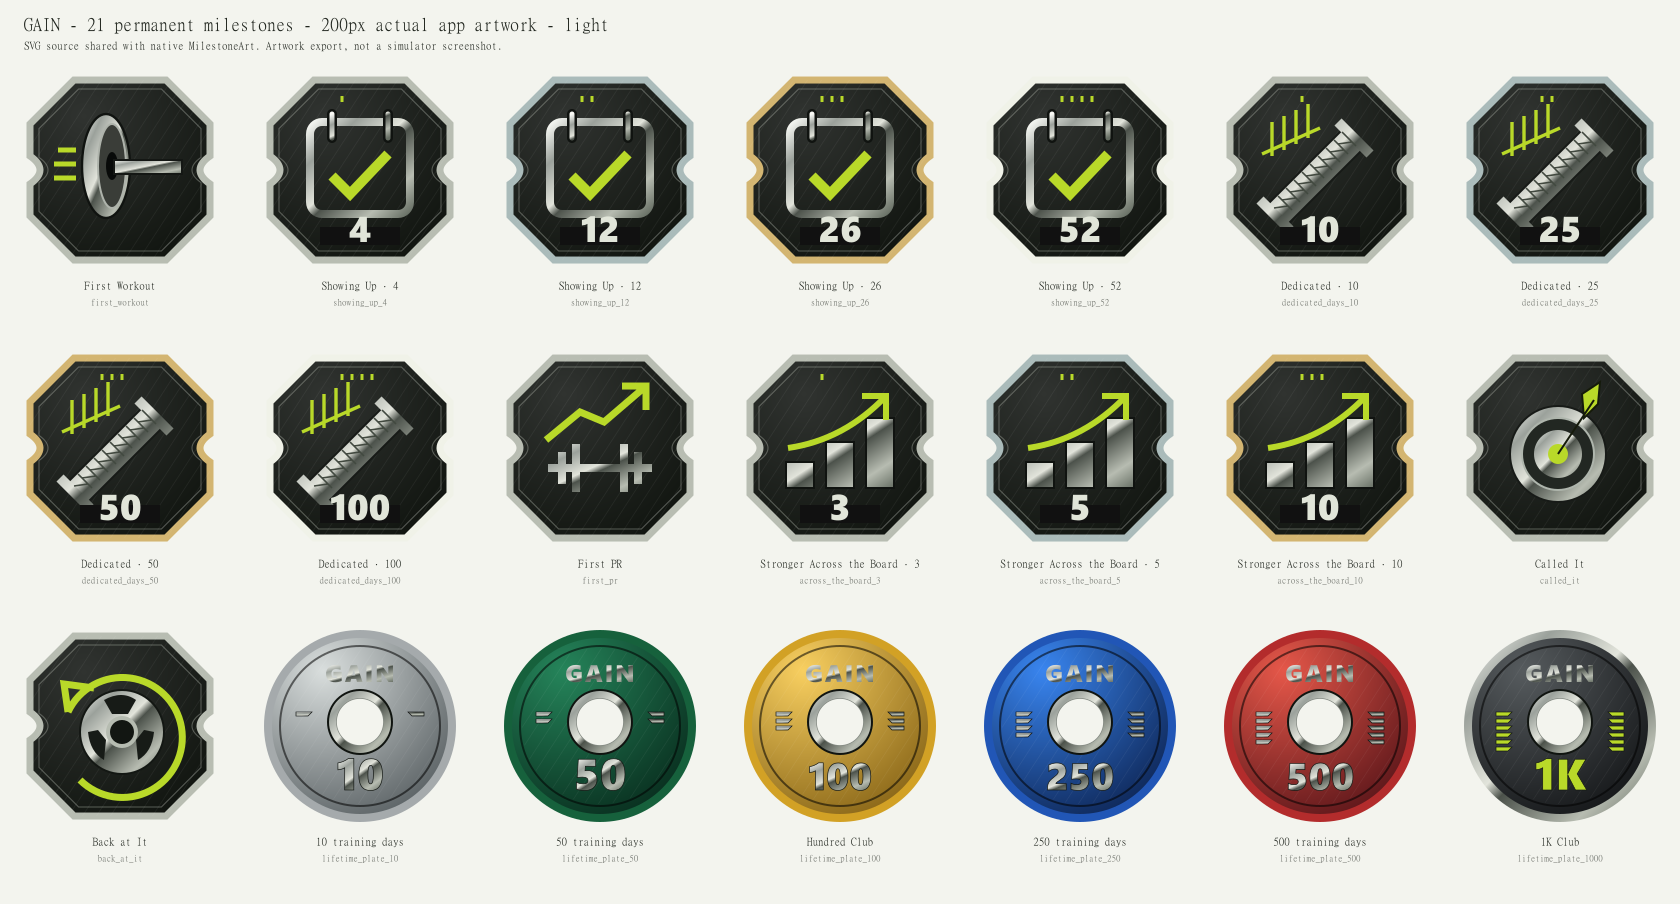 GAIN - 21 permanent milestones - 200px actual app artwork - light
SVG source shared with native MilestoneArt. Artwork export, not a simulator screenshot.
4
12
26
52
10
25
First Workout
Showing Up · 4
Showing Up · 12
Showing Up · 26
Showing Up · 52
Dedicated · 10
Dedicated · 25
first_workout
showing_up_4
showing_up_12
showing_up_26
showing_up_52
dedicated_days_10
dedicated_days_25
50
100
3
5
10
Dedicated · 50
Dedicated · 100
First PR
Stronger Across the Board · 3
Stronger Across the Board · 5
Stronger Across the Board · 10
Called It
dedicated_days_50
dedicated_days_100
first_pr
across_the_board_3
across_the_board_5
across_the_board_10
called_it
GAIN
GAIN
GAIN
GAIN
GAIN
GAIN
10
50
100
250
500
1K
Back at It
10 training days
50 training days
Hundred Club
250 training days
500 training days
1K Club
back_at_it
lifetime_plate_10
lifetime_plate_50
lifetime_plate_100
lifetime_plate_250
lifetime_plate_500
lifetime_plate_1000